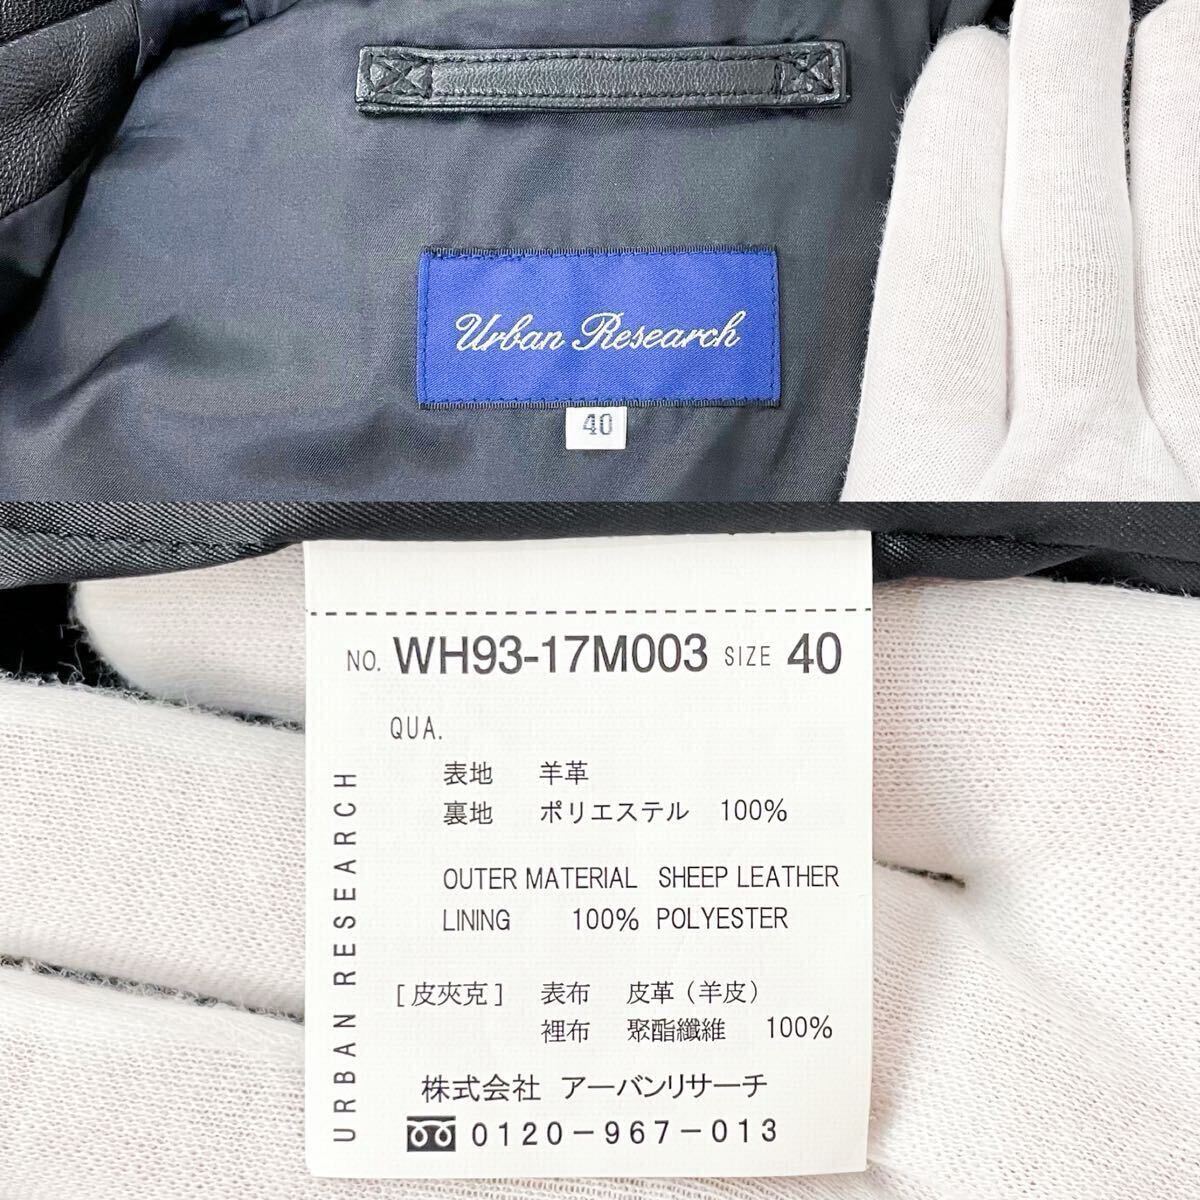 Urban Research
40
NO. WH93-17M003 SIZE 40
QUA.
表地 羊革
裏地 ポリエステル 100%
OUTER MATERIAL SHEEP LEATHER
LINING 100% POLYESTER
[皮夾克] 表布 皮革(羊皮)
裡布 聚酯纖維 100%
株式会社 アーバンリサーチ
0120-967-013
URBAN RESEARCH